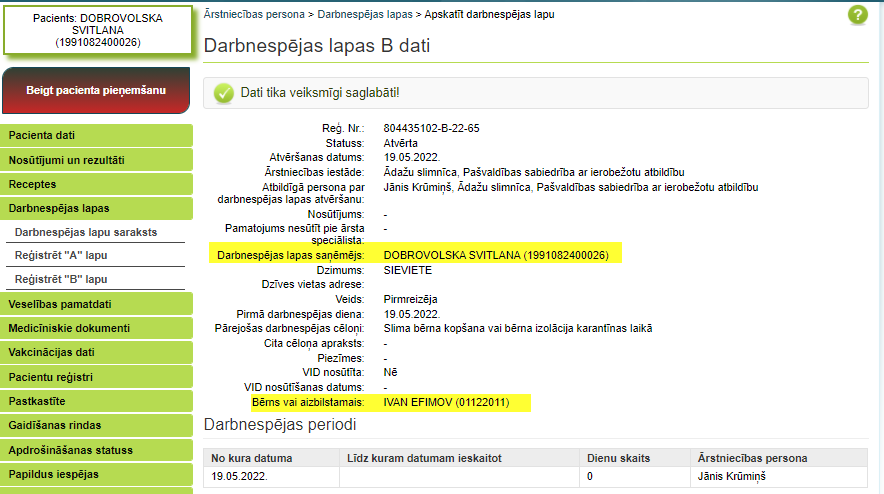 Pacients: DOBROVOLSKA
SVITLANA
(1991082400026)
Beigt pacienta pieņemšanu
Pacienta dati
Nosūtījumi un rezultāti
Receptes
Darbnespējas lapas
Darbnespējas lapu saraksts
Reģistrēt "A" lapu
Reģistrēt "B" lapu
Veselības pamatdati
Medicīniskie dokumenti
Vakcinācijas dati
Pacientu reģistri
Pastkastīte
Gaidīšanas rindas
Apdrošināšanas statuss
Papildus iespējas
Ārstniecības persona > Darbnespējas lapas > Apskatīt darbnespējas lapu
?
Darbnespējas lapas B dati
Dati tika veiksmīgi saglabāti!
Reģ. Nr.: 804435102-B-22-65
Statuss: Atvērta
Atvēršanas datums: 19.05.2022.
Ārstniecības iestāde: Ādažu slimnīca, Pašvaldības sabiedrība ar ierobežotu atbildību
Atbildīgā persona par Jānis Krūmiņš, Ādažu slimnīca, Pašvaldības sabiedrība ar ierobežotu atbildību
darbnespējas lapas atvēršanu:
Nosūtījums: -
Pamatojums nesūtīt pie ārsta -
speciālista:
Darbnespējas lapas saņēmējs: DOBROVOLSKA SVITLANA (1991082400026)
Dzimums: SIEVIETE
Dzīves vietas adrese:
Veids: Pirmreizēja
Pirmā darbnespējas diena: 19.05.2022.
Pārejošas darbnespējas cēloņi: Slima bērna kopšana vai bērna izolācija karantīnas laikā
Cita cēloņa apraksts: -
Piezīmes: -
VID nosūtīta: Nē
VID nosūtīšanas datums: -
Bērns vai aizbilstamais: IVAN EFIMOV (01122011)
Darbnespējas periodi
No kura datuma Līdz kuram datumam ieskaitot Dienu skaits Ārstniecības persona
19.05.2022. 0 Jānis Krūmiņš